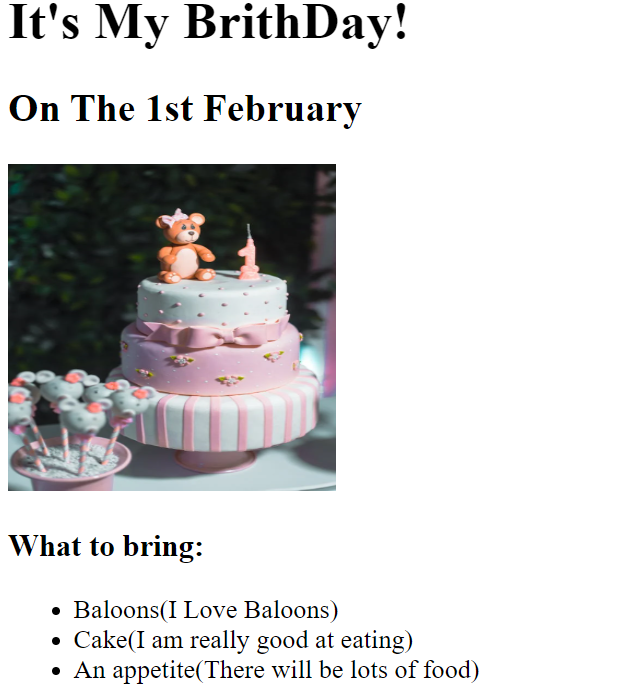 It's My BrithDay!
On The 1st February
1
What to bring:
Baloons(I Love Baloons)
Cake(I am really good at eating)
An appetite(There will be lots of food)